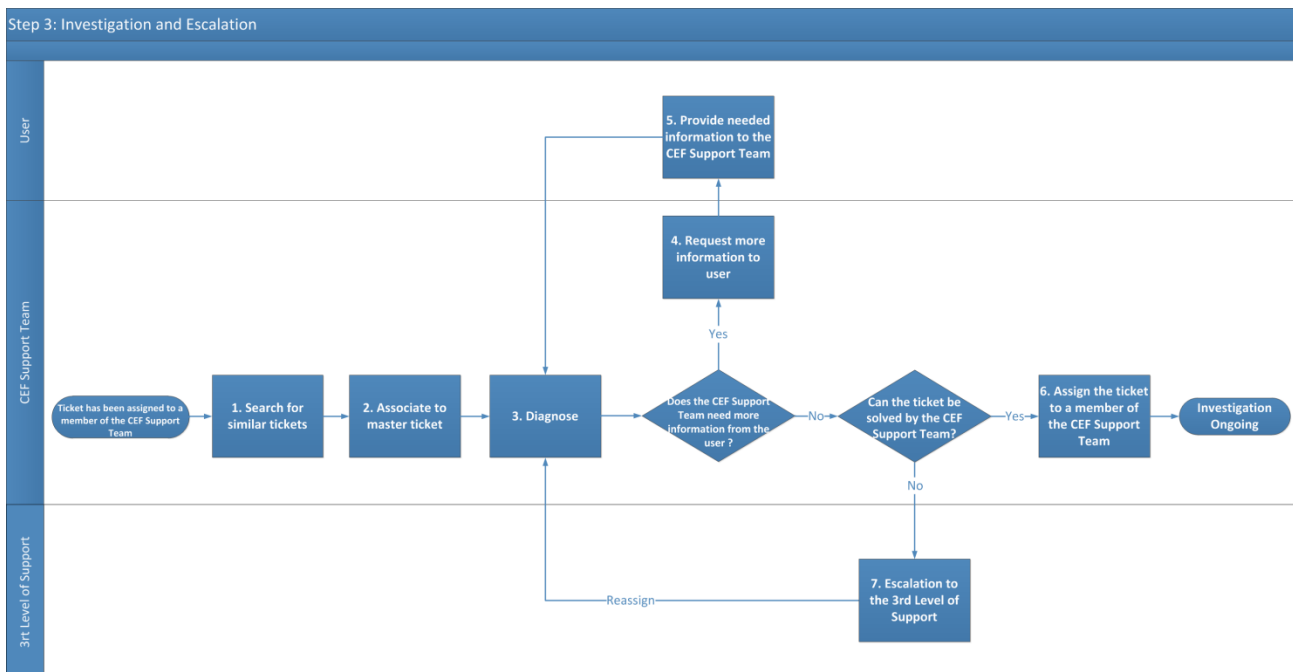 Step 3: Investigation and Escalation
User
5. Provide needed
information to the
CEF Support Team
CEF Support Team
4. Request more
information to
user
Yes
Ticket has been assigned to a
member of the CEF Support
Team
1. Search for
similar tickets
2. Associate to
master ticket
3. Diagnose
Does the CEF Support
Team need more
information from the
user ?
No
Can the ticket be
solved by the CEF
Support Team?
Yes
6. Assign the ticket
to a member of
the CEF Support
Team
Investigation
Ongoing
No
3rt Level of Support
7. Escalation to
the 3rd Level of
Support
Reassign